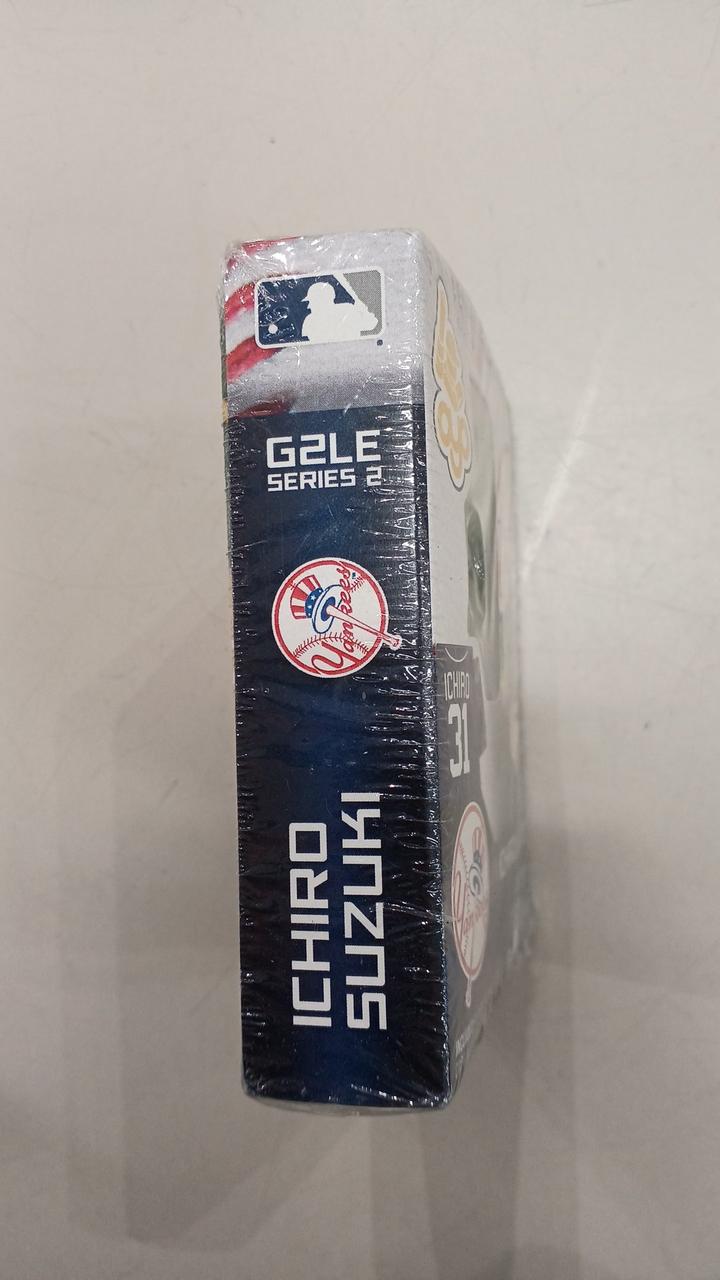 G2LE
SERIES 2
Yankees
ICHIRO
SUZUKI
ICHIRO
31